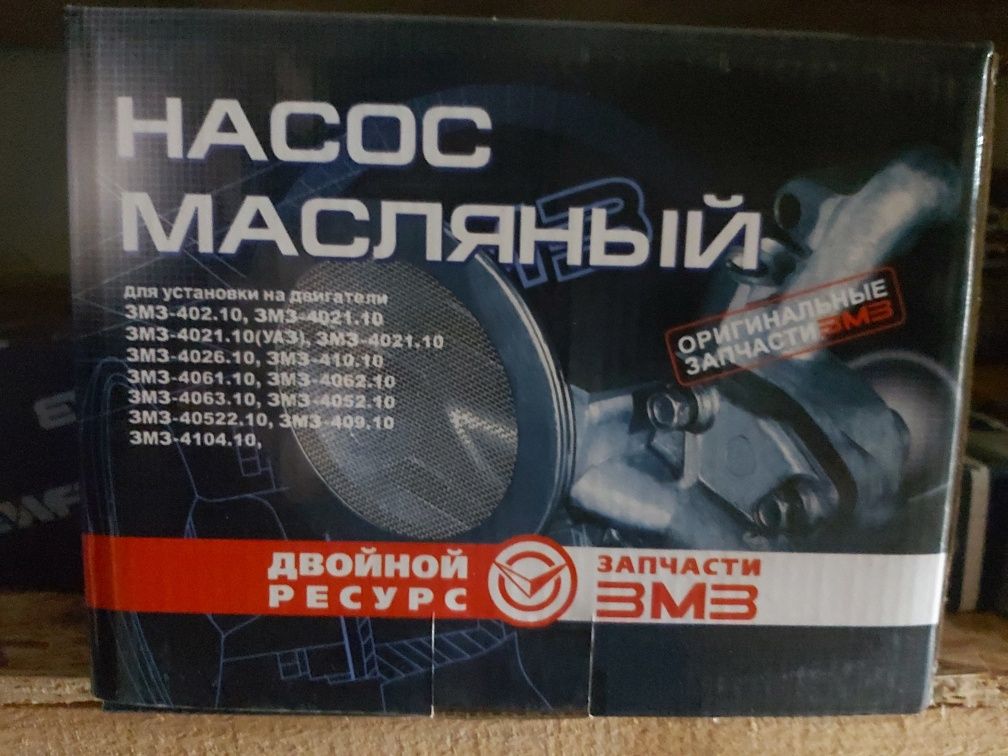 НАСОС
МАСЛЯНЫЙ
для установки на двигатели
ЗМЗ-402.10, ЗМЗ-4021.10
ЗМЗ-4021.10(УАЗ), ЗМЗ-4021.10
ЗМЗ-4026.10, ЗМЗ-410.10
ЗМЗ-4061.10, ЗМЗ-4062.10
ЗМЗ-4063.10, ЗМЗ-4052.10
ЗМЗ-40522.10, ЗМЗ-409.10
ЗМЗ-4104.10,
ОРИГИНАЛЬНЫЕ
ЗАПЧАСТИ ЗМЗ
ДВОЙНОЙ
РЕСУРС
ЗАПЧАСТИ
ЗМЗ